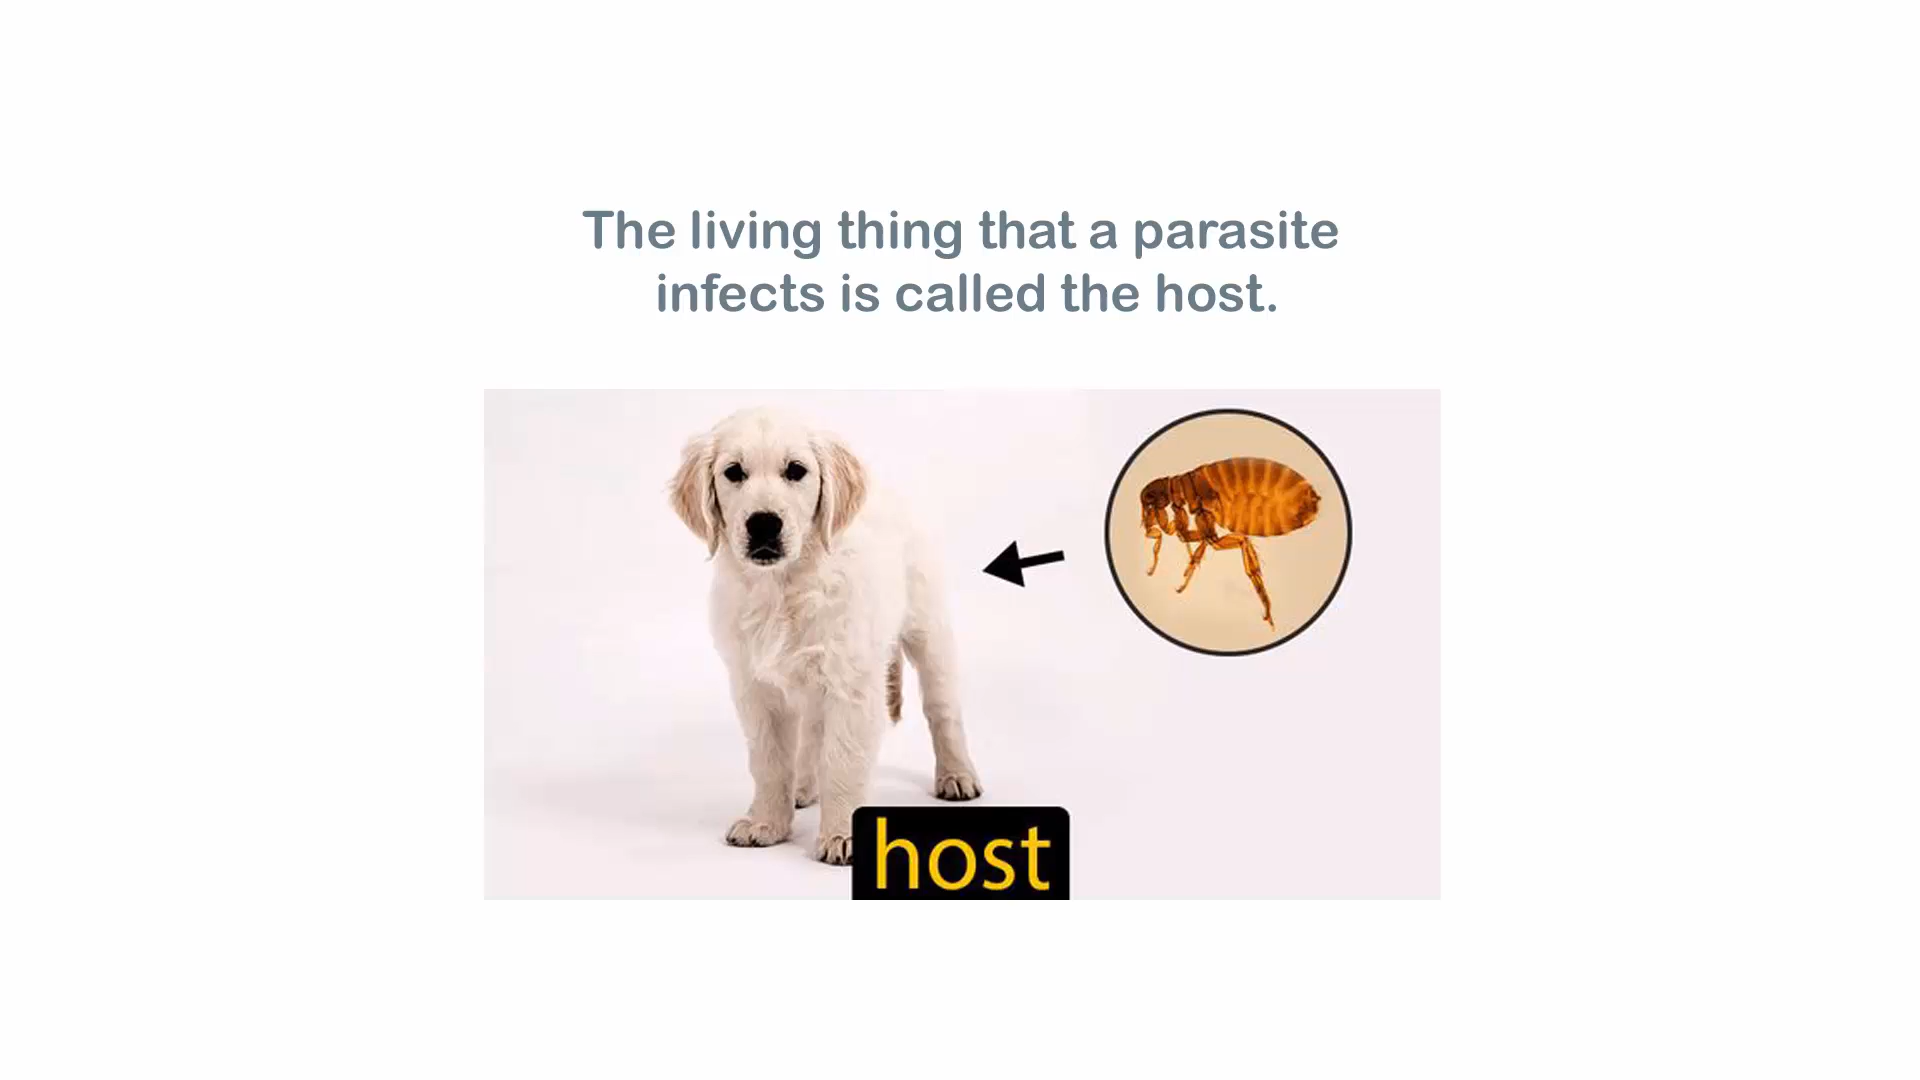 The living thing that a parasite
infects is called the host.
host